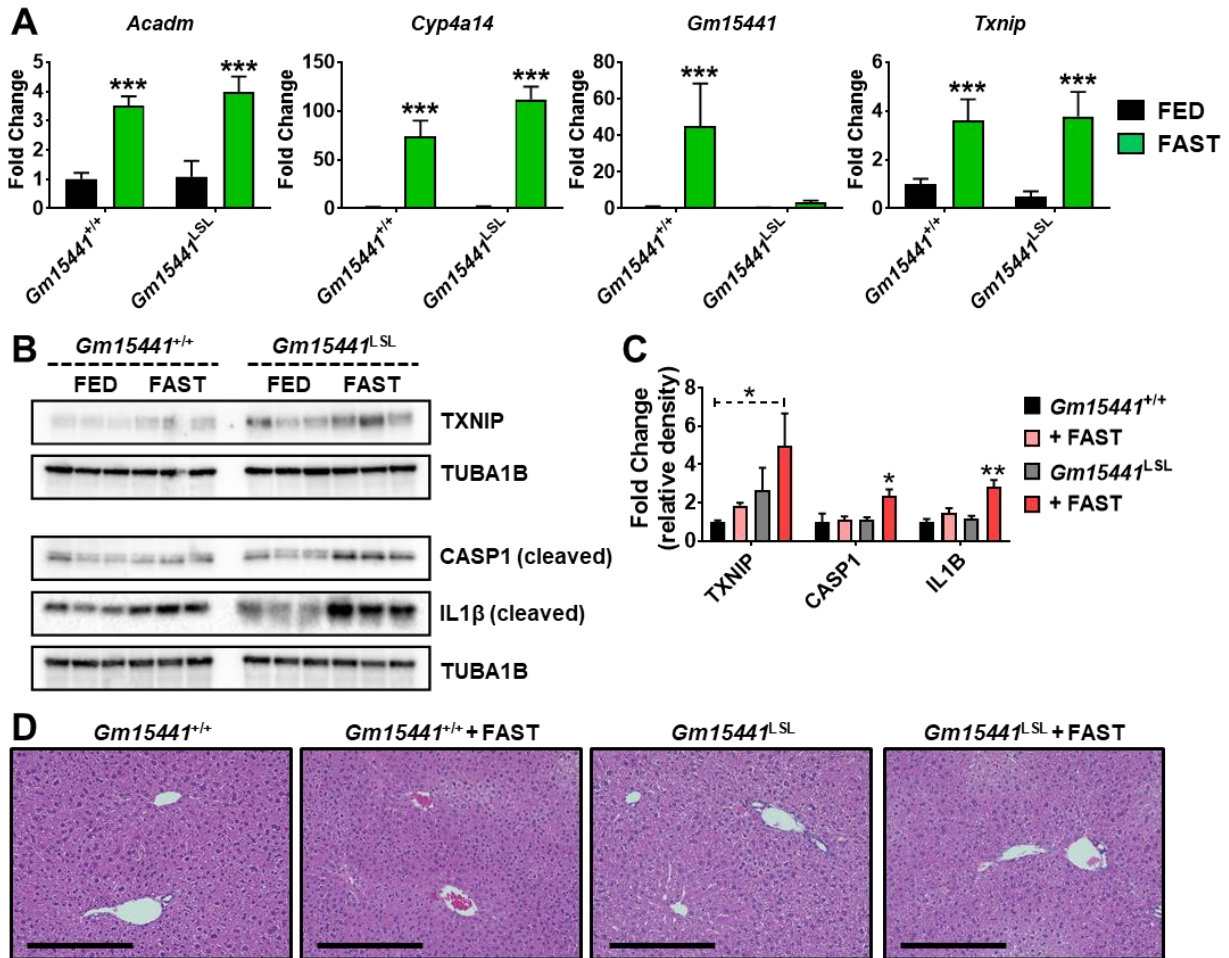 A
Acadm
Cyp4a14
Gm15441
Txnip
Fold Change
5
4
3
2
1
0
***
***
Gm15441+/+
Gm15441LSL
Fold Change
150
100
50
0
***
***
Gm15441+/+
Gm15441LSL
Fold Change
80
60
40
20
0
***
Gm15441+/+
Gm15441LSL
Fold Change
6
4
2
0
***
***
Gm15441+/+
Gm15441LSL
FED
FAST
B
Gm15441+/+
Gm15441LSL
FED FAST FED FAST
TXNIP
TUBA1B
CASP1 (cleaved)
IL1β (cleaved)
TUBA1B
C
Fold Change
(relative density)
8
6
4
2
0
*
*
**
TXNIP
CASP1
IL1B
Gm15441+/+
+ FAST
Gm15441LSL
+ FAST
D
Gm15441+/+
Gm15441+/+ + FAST
Gm15441LSL
Gm15441LSL + FAST